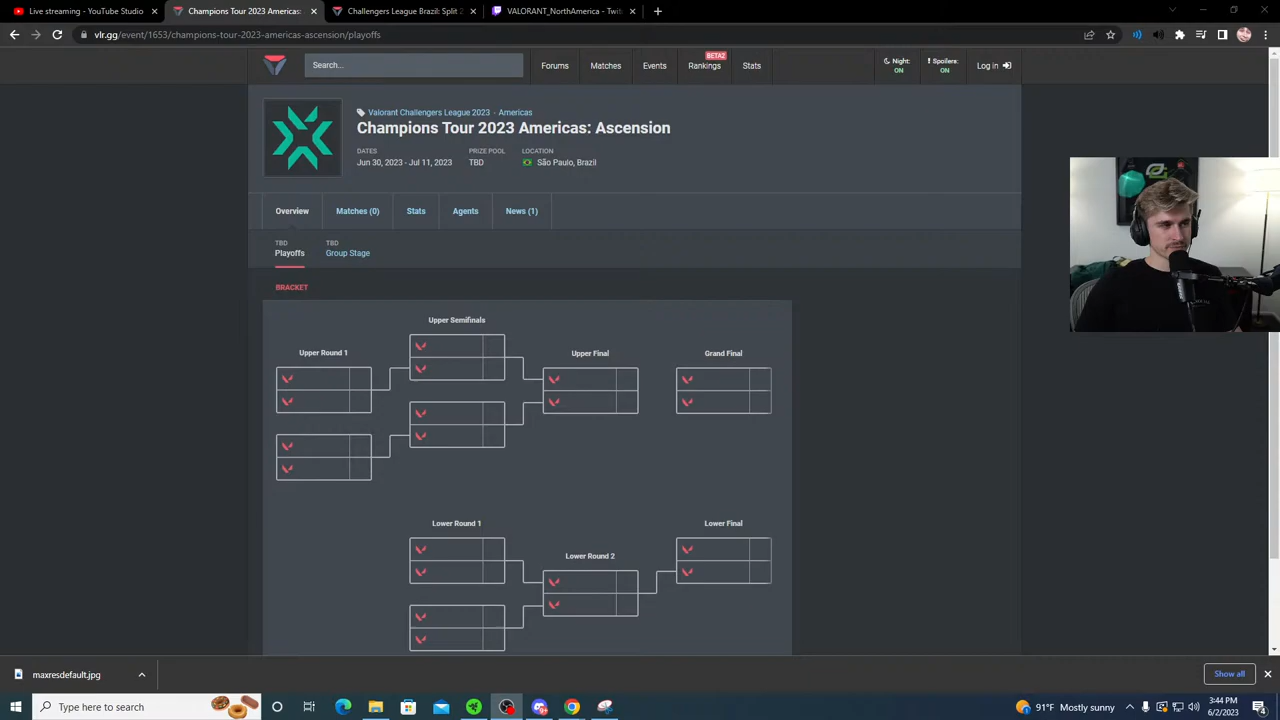 Live streaming - YouTube Studio
Champions Tour 2023 Americas:
Challengers League Brazil: Split 2
VALORANT_NorthAmerica - Twitch
vlr.gg/event/1653/champions-tour-2023-americas-ascension/playoffs
Search...
Forums
Matches
Events
BETA2
Rankings
Stats
Night:
ON
Spoilers:
ON
Log in
Valorant Challengers League 2023 - Americas
Champions Tour 2023 Americas: Ascension
DATES
PRIZE POOL
LOCATION
Jun 30, 2023 - Jul 11, 2023
TBD
São Paulo, Brazil
Overview
Matches (0)
Stats
Agents
News (1)
TBD
Playoffs
TBD
Group Stage
BRACKET
Upper Semifinals
Upper Round 1
Upper Final
Grand Final
Lower Round 1
Lower Final
Lower Round 2
maxresdefault.jpg
Show all
Type here to search
91°F Mostly sunny
3:44 PM
6/2/2023